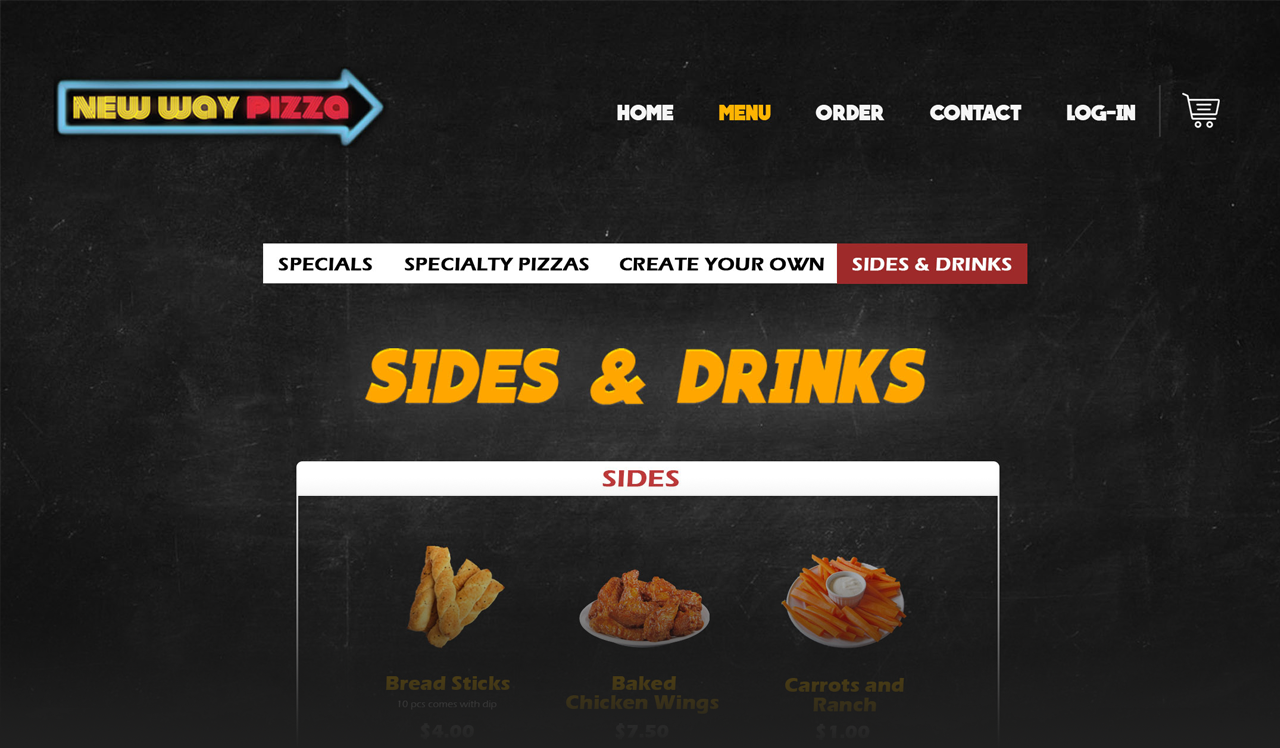 NEW WAY PIZZA
HOME MENU ORDER CONTACT LOG-IN
SPECIALS SPECIALTY PIZZAS CREATE YOUR OWN SIDES & DRINKS
SIDES & DRINKS
SIDES
Bread Sticks
10 pcs comes with dip.
$4.00
Baked
Chicken Wings
$7.50
Carrots and
Ranch
$1.00